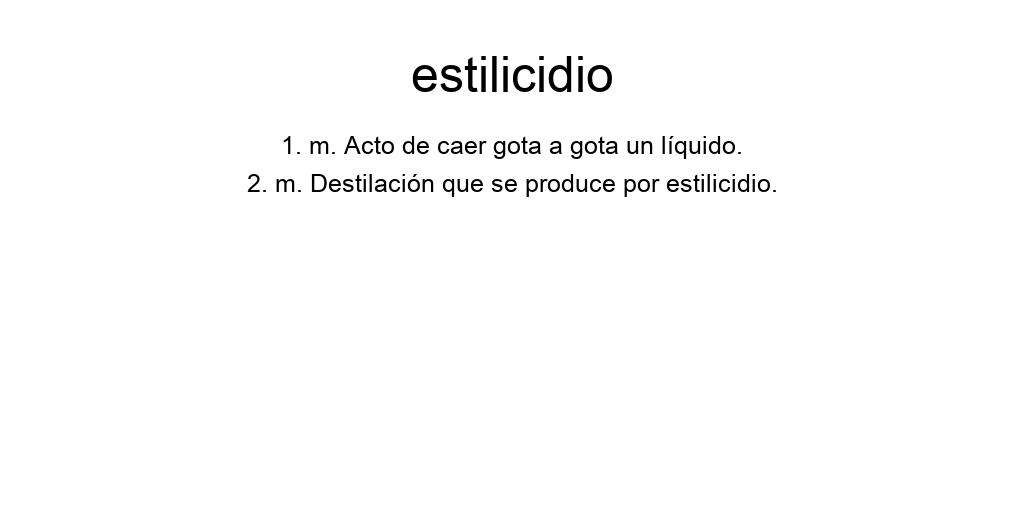 estilicidio
1. m. Acto de caer gota a gota un líquido.
2. m. Destilación que se produce por estilicidio.